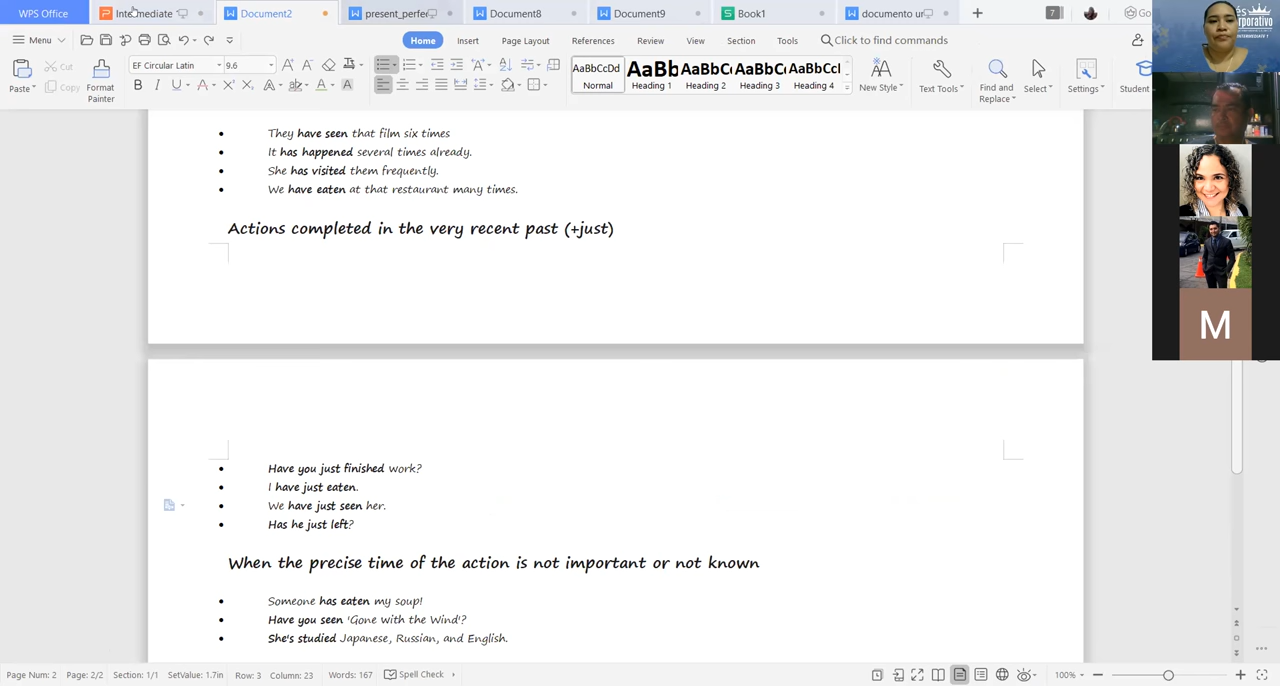 WPS Office
Intermediate
Document2
present_perfe
Document8
Document9
Book1
documento ur
7
Go
Menu
Home
Insert
Page Layout
References
Review
View
Section
Tools
Click to find commands
Paste
Cut
Copy
Format Painter
EF Circular Latin
9.6
AaBbCcDd
Normal
AaBb
Heading 1
AaBbC
Heading 2
AaBbC
Heading 3
AaBbCcI
Heading 4
New Style
Text Tools
Find and Replace
Select
Settings
Student
They have seen that film six times
It has happened several times already.
She has visited them frequently.
We have eaten at that restaurant many times.
Actions completed in the very recent past (+just)
Have you just finished work?
I have just eaten.
We have just seen her.
Has he just left?
When the precise time of the action is not important or not known
Someone has eaten my soup!
Have you seen 'Gone with the Wind'?
She's studied Japanese, Russian, and English.
M
Page Num: 2
Page: 2/2
Section: 1/1
SetValue: 1.7in
Row: 3
Column: 23
Words: 167
Spell Check
100%